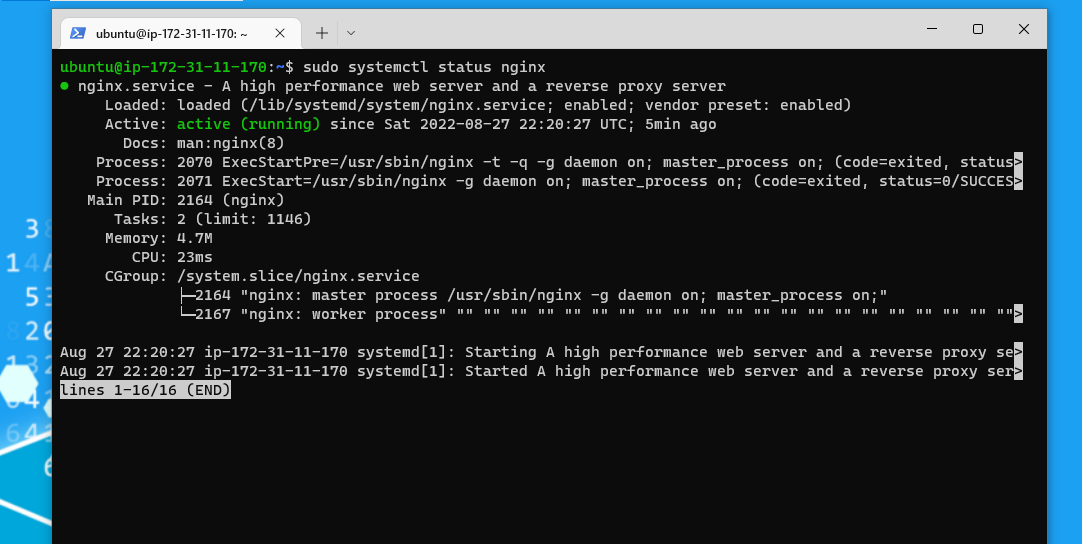 ubuntu@ip-172-31-11-170: ~
ubuntu@ip-172-31-11-170:~$ sudo systemctl status nginx
● nginx.service - A high performance web server and a reverse proxy server
Loaded: loaded (/lib/systemd/system/nginx.service; enabled; vendor preset: enabled)
Active: active (running) since Sat 2022-08-27 22:20:27 UTC; 5min ago
Docs: man:nginx(8)
Process: 2070 ExecStartPre=/usr/sbin/nginx -t -q -g daemon on; master_process on; (code=exited, status>
Process: 2071 ExecStart=/usr/sbin/nginx -g daemon on; master_process on; (code=exited, status=0/SUCCES>
Main PID: 2164 (nginx)
Tasks: 2 (limit: 1146)
Memory: 4.7M
CPU: 23ms
CGroup: /system.slice/nginx.service
├─2164 "nginx: master process /usr/sbin/nginx -g daemon on; master_process on;"
└─2167 "nginx: worker process" "" "" "" "" "" "" "" "" "" "" "" "" "" "" "" "" "" "" "" "" "">
Aug 27 22:20:27 ip-172-31-11-170 systemd[1]: Starting A high performance web server and a reverse proxy se>
Aug 27 22:20:27 ip-172-31-11-170 systemd[1]: Started A high performance web server and a reverse proxy ser>
lines 1-16/16 (END)